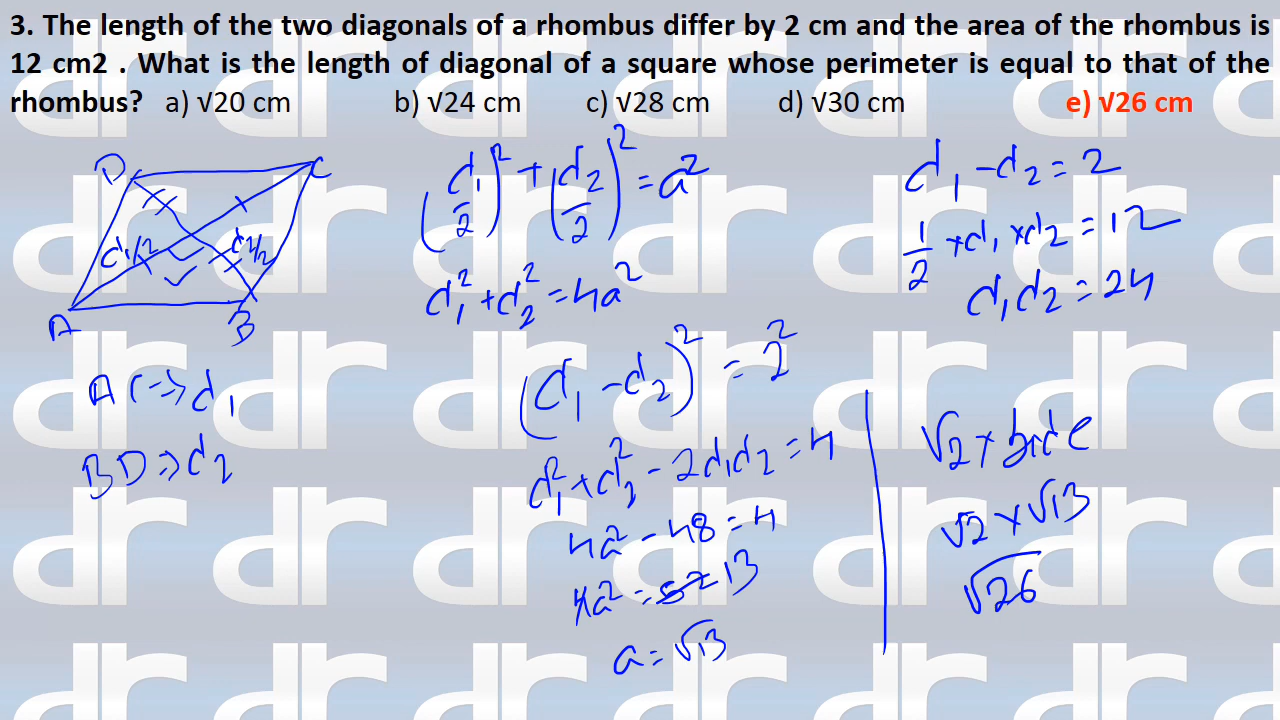 3. The length of the two diagonals of a rhombus differ by 2 cm and the area of the rhombus is
12 cm2 . What is the length of diagonal of a square whose perimeter is equal to that of the
rhombus? a) √20 cm b) √24 cm c) √28 cm d) √30 cm e) √26 cm
D C
d1/2 d2/2
A B
AC => d1
BD => d2
(d1/2)² + (d2/2)² = a²
d1² + d2² = 4a²
(d1 - d2)² = 2²
d1² + d2² - 2d1d2 = 4
4a² - 48 = 4
4a² = 52 13
a = √13
d1 - d2 = 2
1/2 × d1 × d2 = 12
d1d2 = 24
√2 × side
√2 × √13
√26
dr